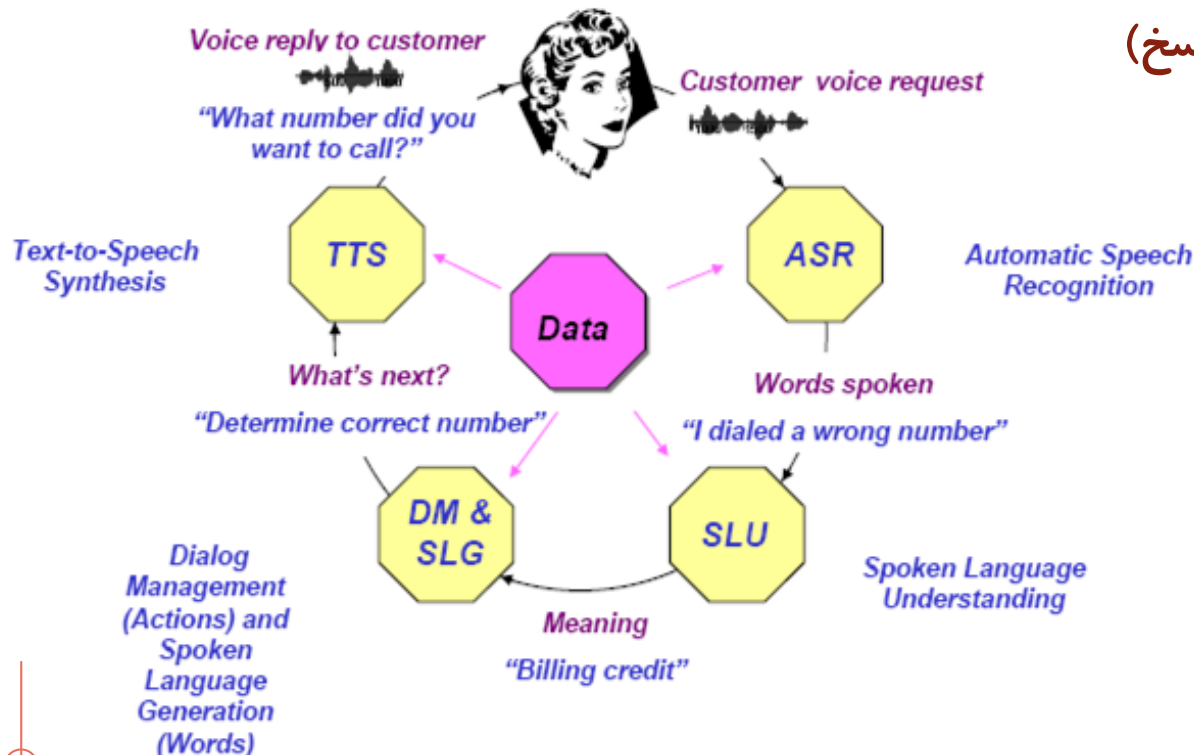 سخ)
Voice reply to customer
“What number did you
want to call?”
Customer voice request
TTS
Text-to-Speech
Synthesis
ASR
Automatic Speech
Recognition
Data
What’s next?
“Determine correct number”
Words spoken
“I dialed a wrong number”
DM &
SLG
SLU
Dialog
Management
(Actions) and
Spoken
Language
Generation
(Words)
Spoken Language
Understanding
Meaning
“Billing credit”